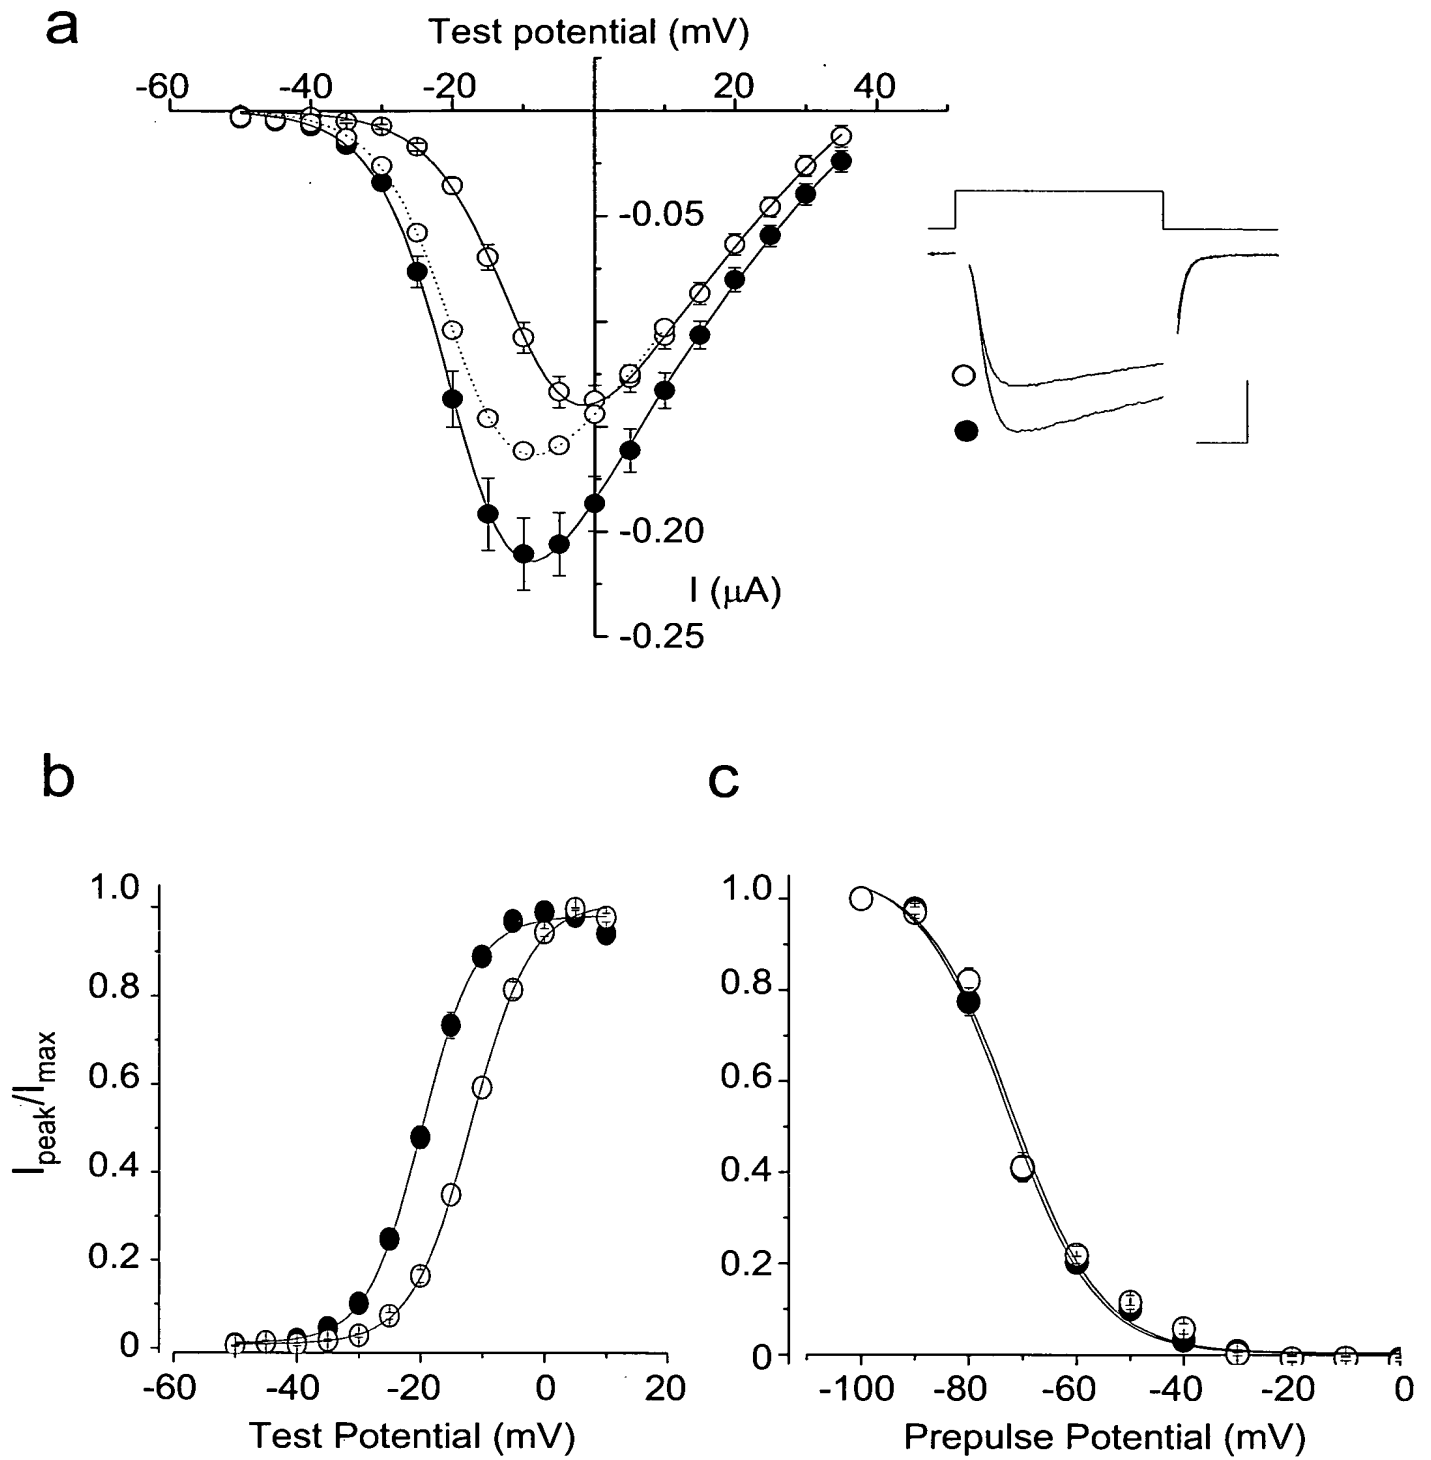 a
Test potential (mV)
-60 -40 -20 20 40
-0.05
-0.20
I (μA)
-0.25
b
c
1.0
0.8
0.6
0.4
0.2
0
Ipeak/Imax
-60 -40 -20 0 20
Test Potential (mV)
1.0
0.8
0.6
0.4
0.2
0
-100 -80 -60 -40 -20 0
Prepulse Potential (mV)